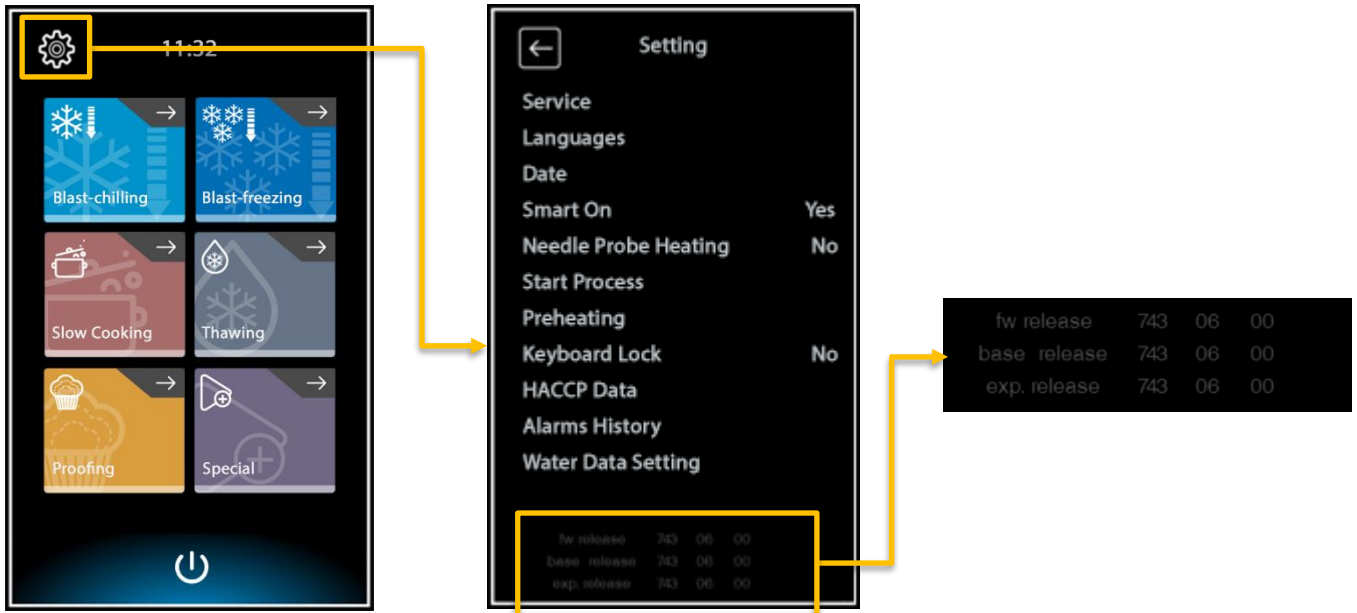 11:32
Blast-chilling
Blast-freezing
Slow Cooking
Thawing
Proofing
Special
Setting
Service
Languages
Date
Smart On Yes
Needle Probe Heating No
Start Process
Preheating
Keyboard Lock No
HACCP Data
Alarms History
Water Data Setting
fw release 743 06 00
base release 743 06 00
exp. release 743 06 00
fw release 743 06 00
base release 743 06 00
exp. release 743 06 00